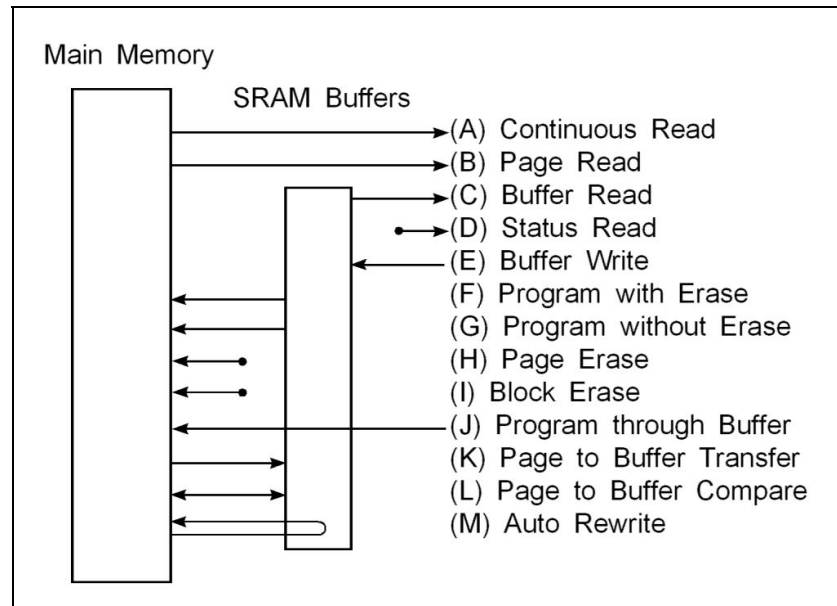 Main Memory
SRAM Buffers
(A) Continuous Read
(B) Page Read
(C) Buffer Read
(D) Status Read
(E) Buffer Write
(F) Program with Erase
(G) Program without Erase
(H) Page Erase
(I) Block Erase
(J) Program through Buffer
(K) Page to Buffer Transfer
(L) Page to Buffer Compare
(M) Auto Rewrite